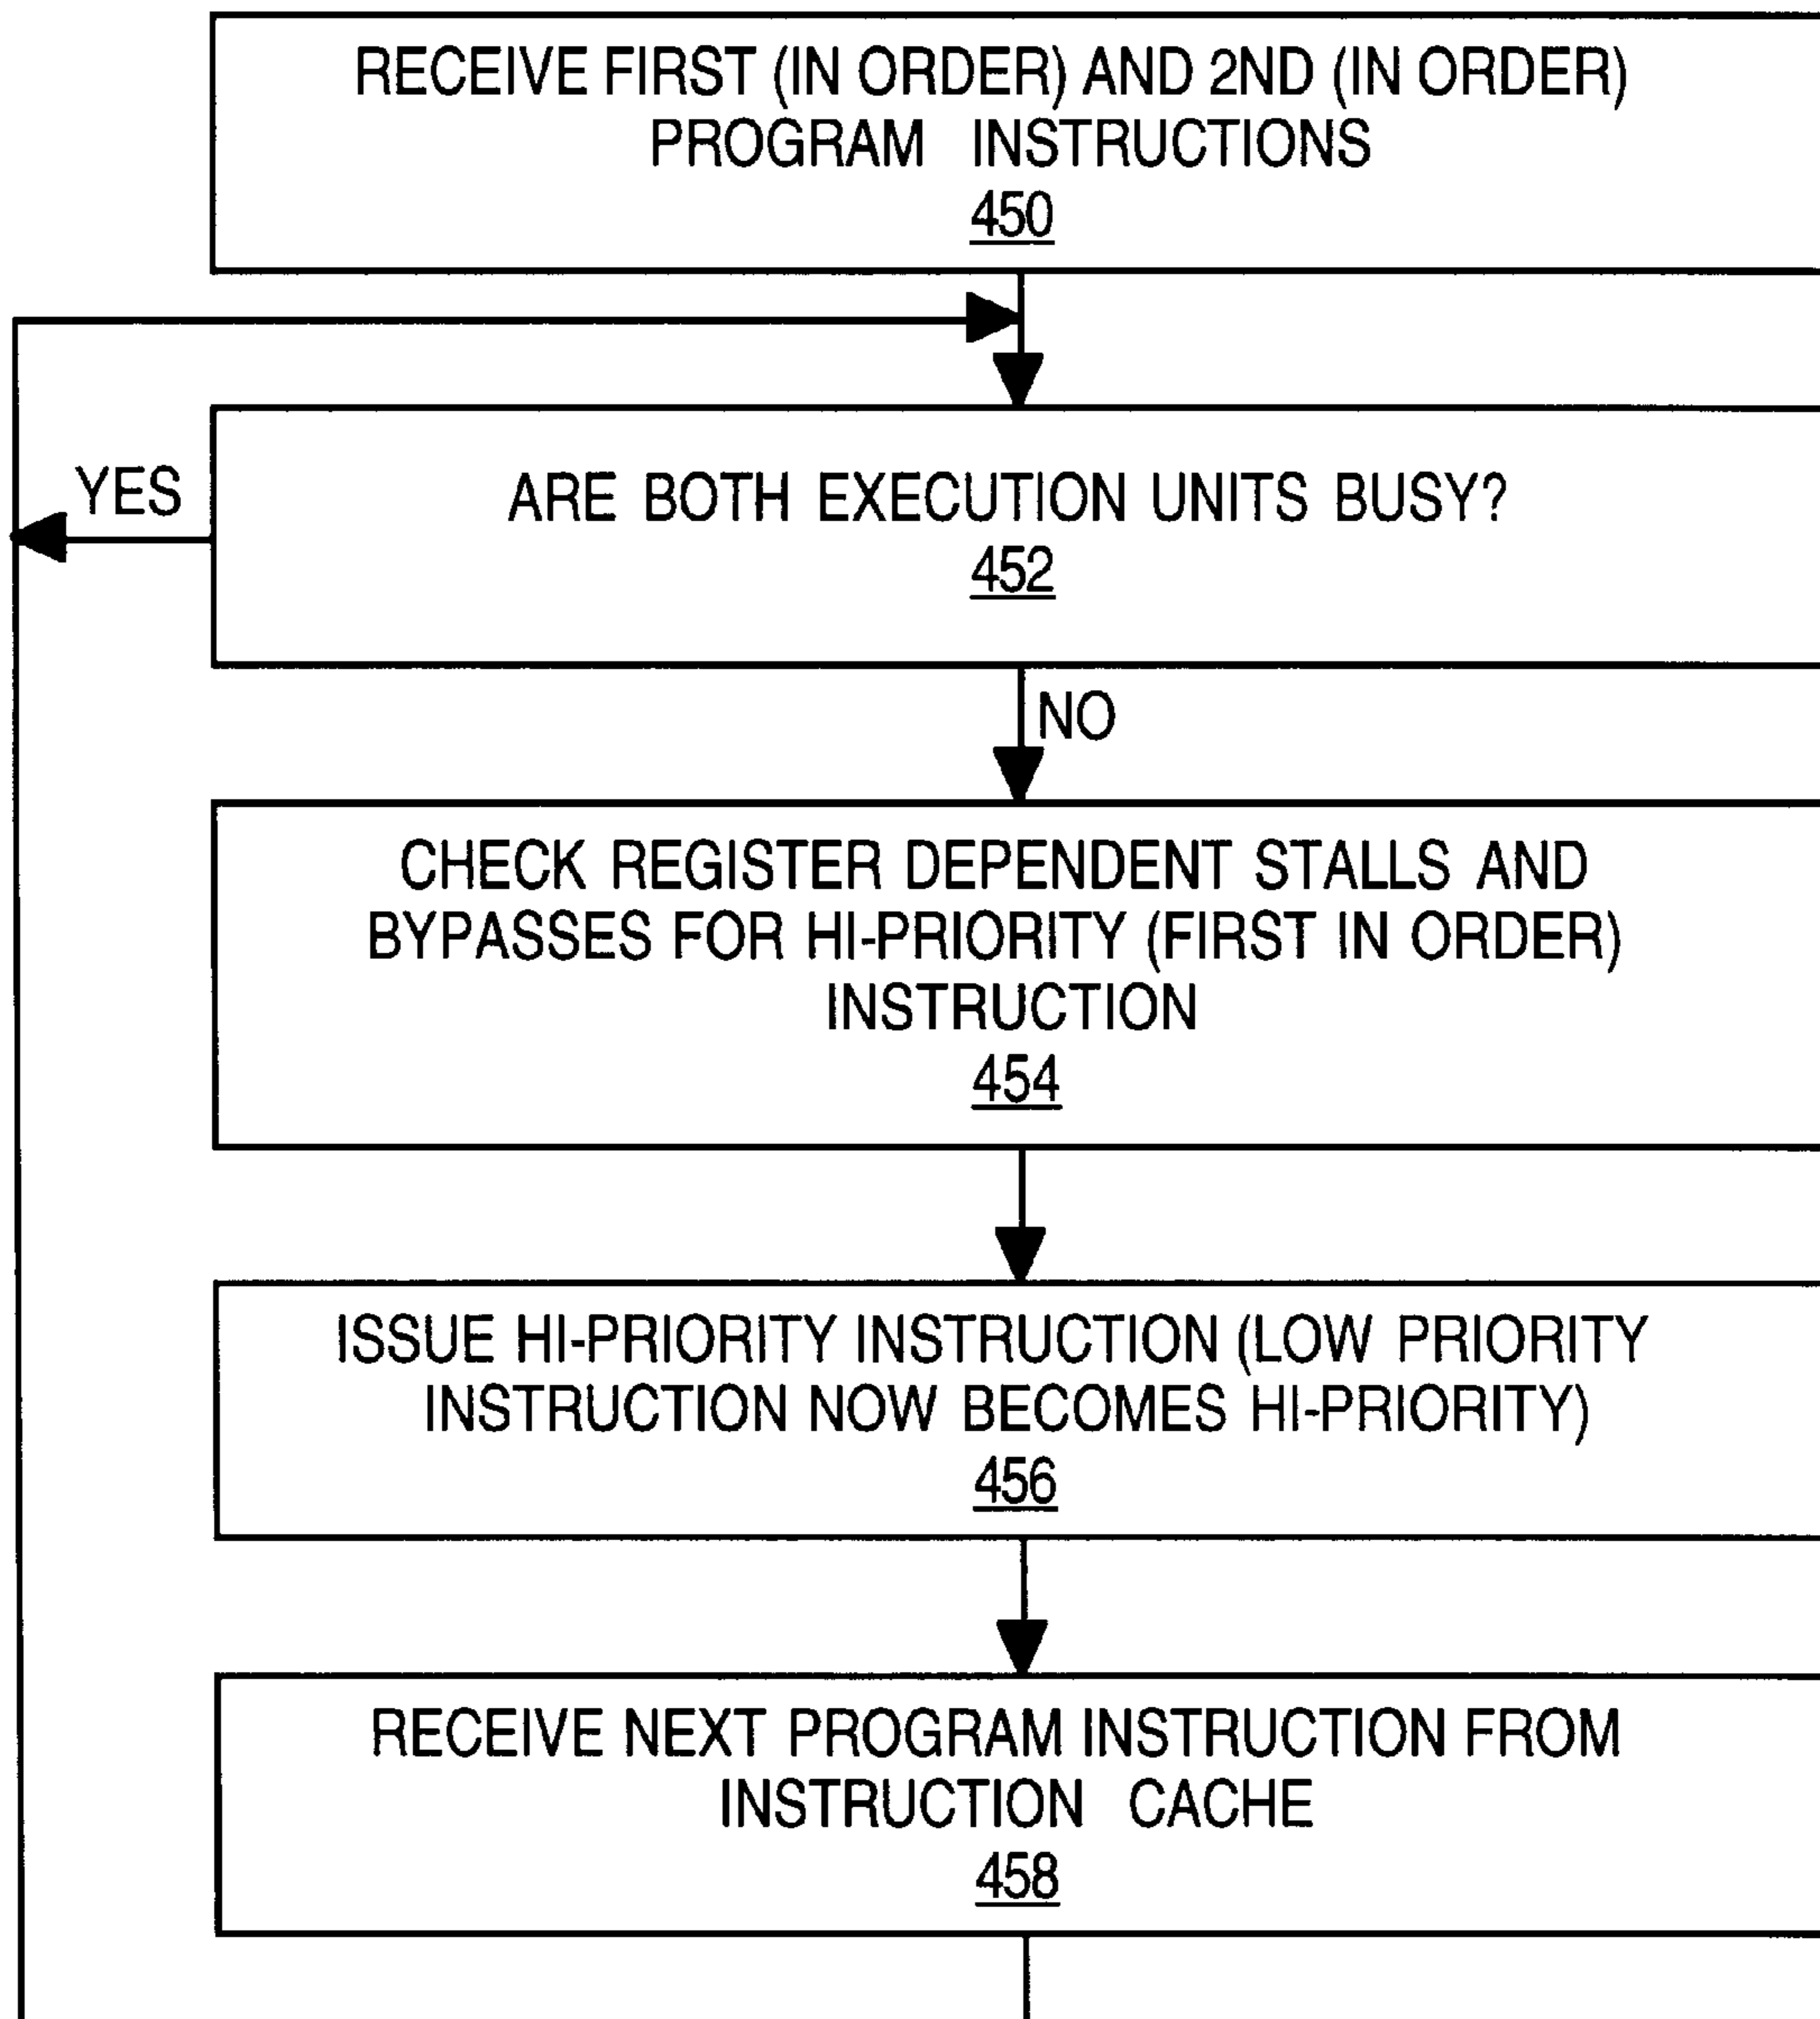 RECEIVE FIRST (IN ORDER) AND 2ND (IN ORDER)
PROGRAM INSTRUCTIONS
450
YES
ARE BOTH EXECUTION UNITS BUSY?
452
NO
CHECK REGISTER DEPENDENT STALLS AND
BYPASSES FOR HI-PRIORITY (FIRST IN ORDER)
INSTRUCTION
454
ISSUE HI-PRIORITY INSTRUCTION (LOW PRIORITY
INSTRUCTION NOW BECOMES HI-PRIORITY)
456
RECEIVE NEXT PROGRAM INSTRUCTION FROM
INSTRUCTION CACHE
458